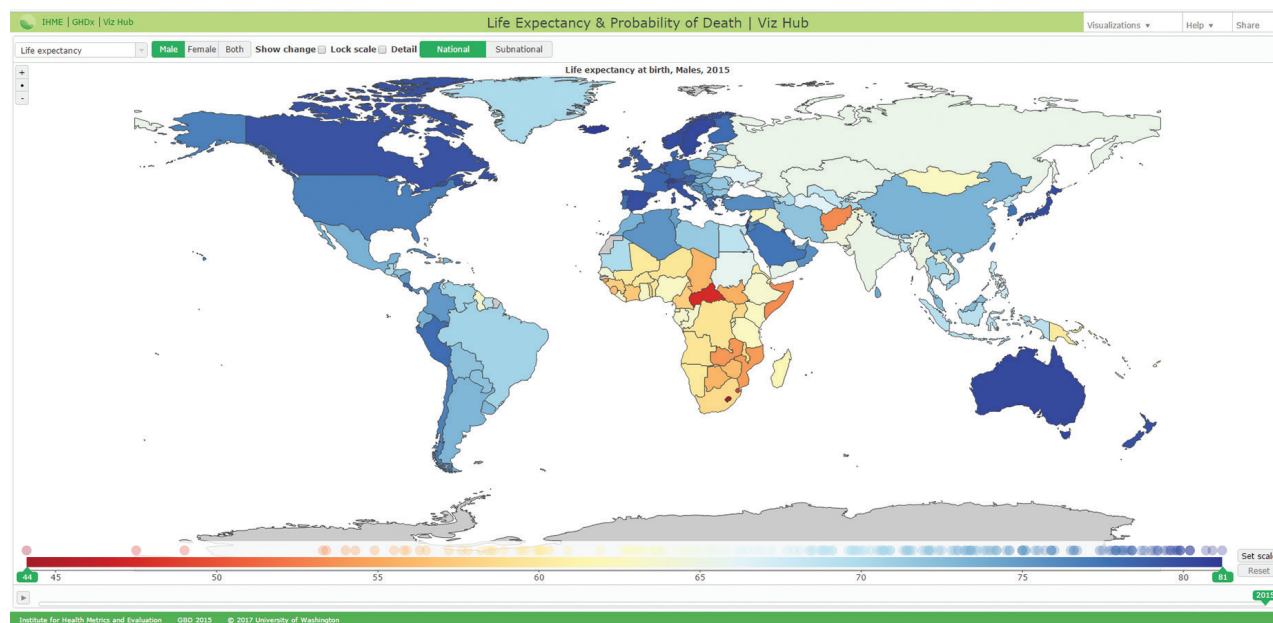 IHME | GHDx | Viz Hub
Life Expectancy & Probability of Death | Viz Hub
Visualizations ▾
Help ▾
Share
Life expectancy
Male
Female
Both
Show change
Lock scale
Detail
National
Subnational
+
•
-
Life expectancy at birth, Males, 2015
Set scale
44
45
50
55
60
65
70
75
80
81
Reset
2015
Institute for Health Metrics and Evaluation
GBD 2015
© 2017 University of Washington